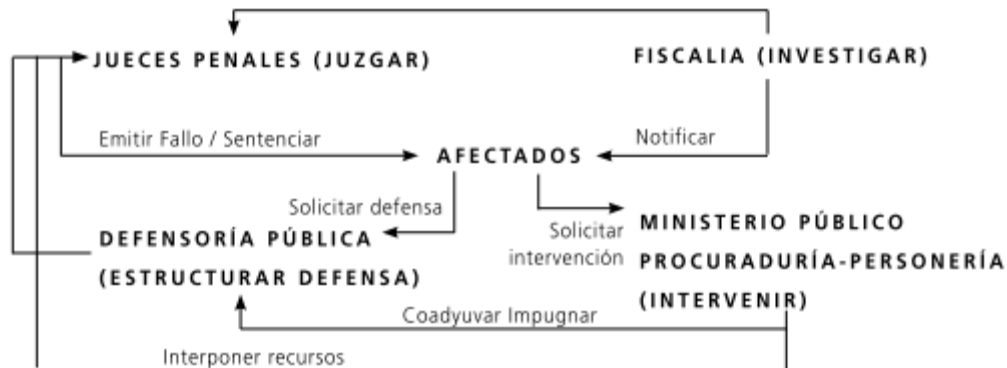 JUECES PENALES (JUZGAR)
FISCALIA (INVESTIGAR)
Emitir Fallo / Sentenciar
Notificar
AFECTADOS
Solicitar defensa
Solicitar
intervención
MINISTERIO PÚBLICO
PROCURADURÍA-PERSONERÍA
(INTERVENIR)
DEFENSORÍA PÚBLICA
(ESTRUCTURAR DEFENSA)
Coadyuvar Impugnar
Interponer recursos